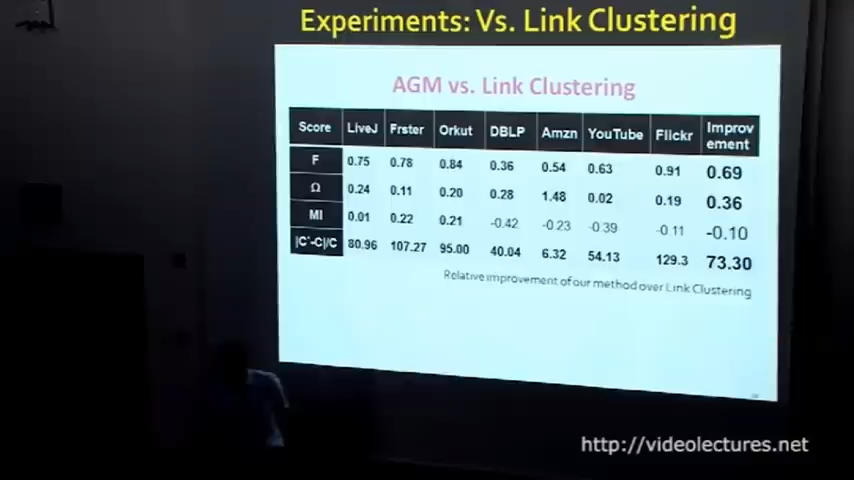 Experiments: Vs. Link Clustering
AGM vs. Link Clustering
Score LiveJ Frster Orkut DBLP Amzn YouTube Flickr Improv
ement
F 0.75 0.78 0.84 0.36 0.54 0.63 0.91 0.69
Ω 0.24 0.11 0.20 0.28 1.48 0.02 0.19 0.36
MI 0.01 0.22 0.21 -0.42 -0.23 -0.39 -0.11 -0.10
|C*-C|/C 80.96 107.27 95.00 40.04 6.32 54.13 129.3 73.30
Relative improvement of our method over Link Clustering
http://videolectures.net